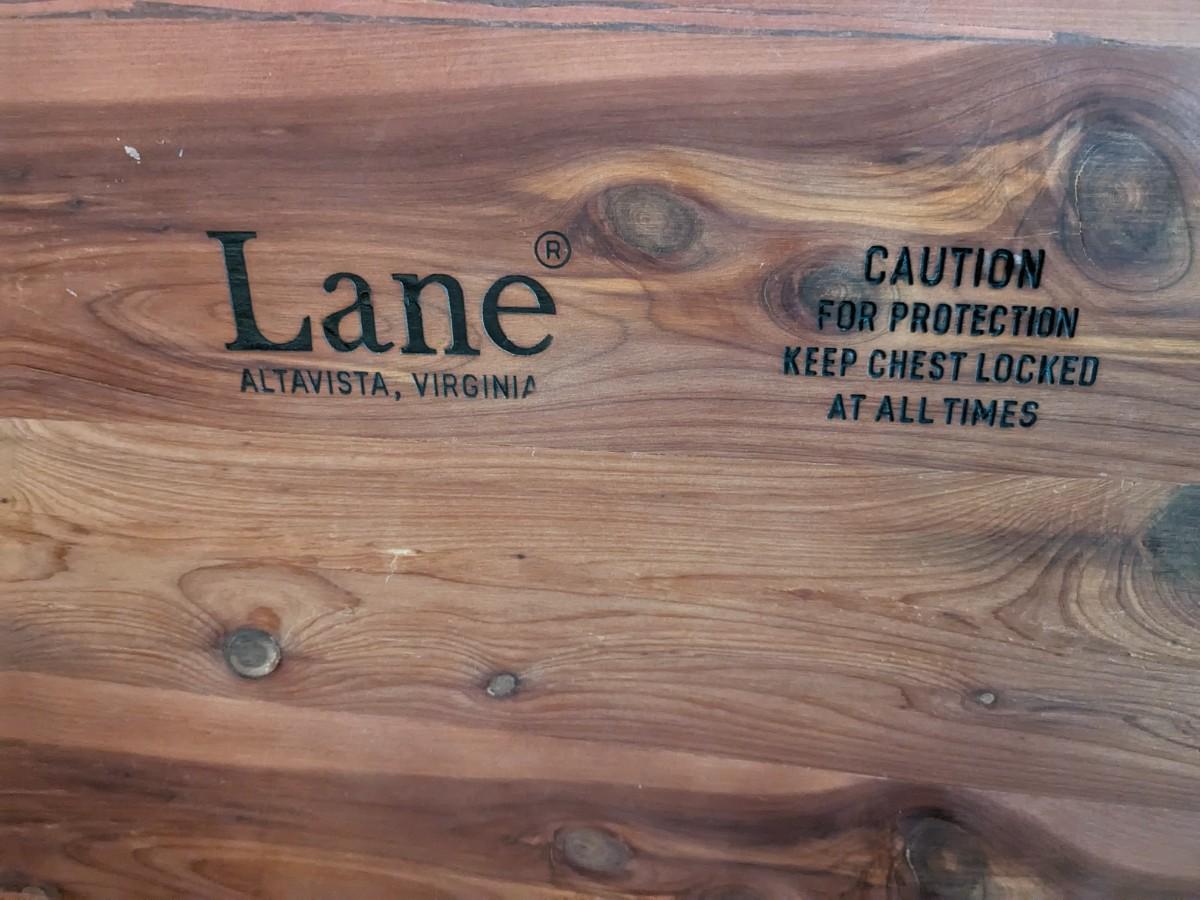 Lane®
ALTAVISTA, VIRGINIA
CAUTION
FOR PROTECTION
KEEP CHEST LOCKED
AT ALL TIMES